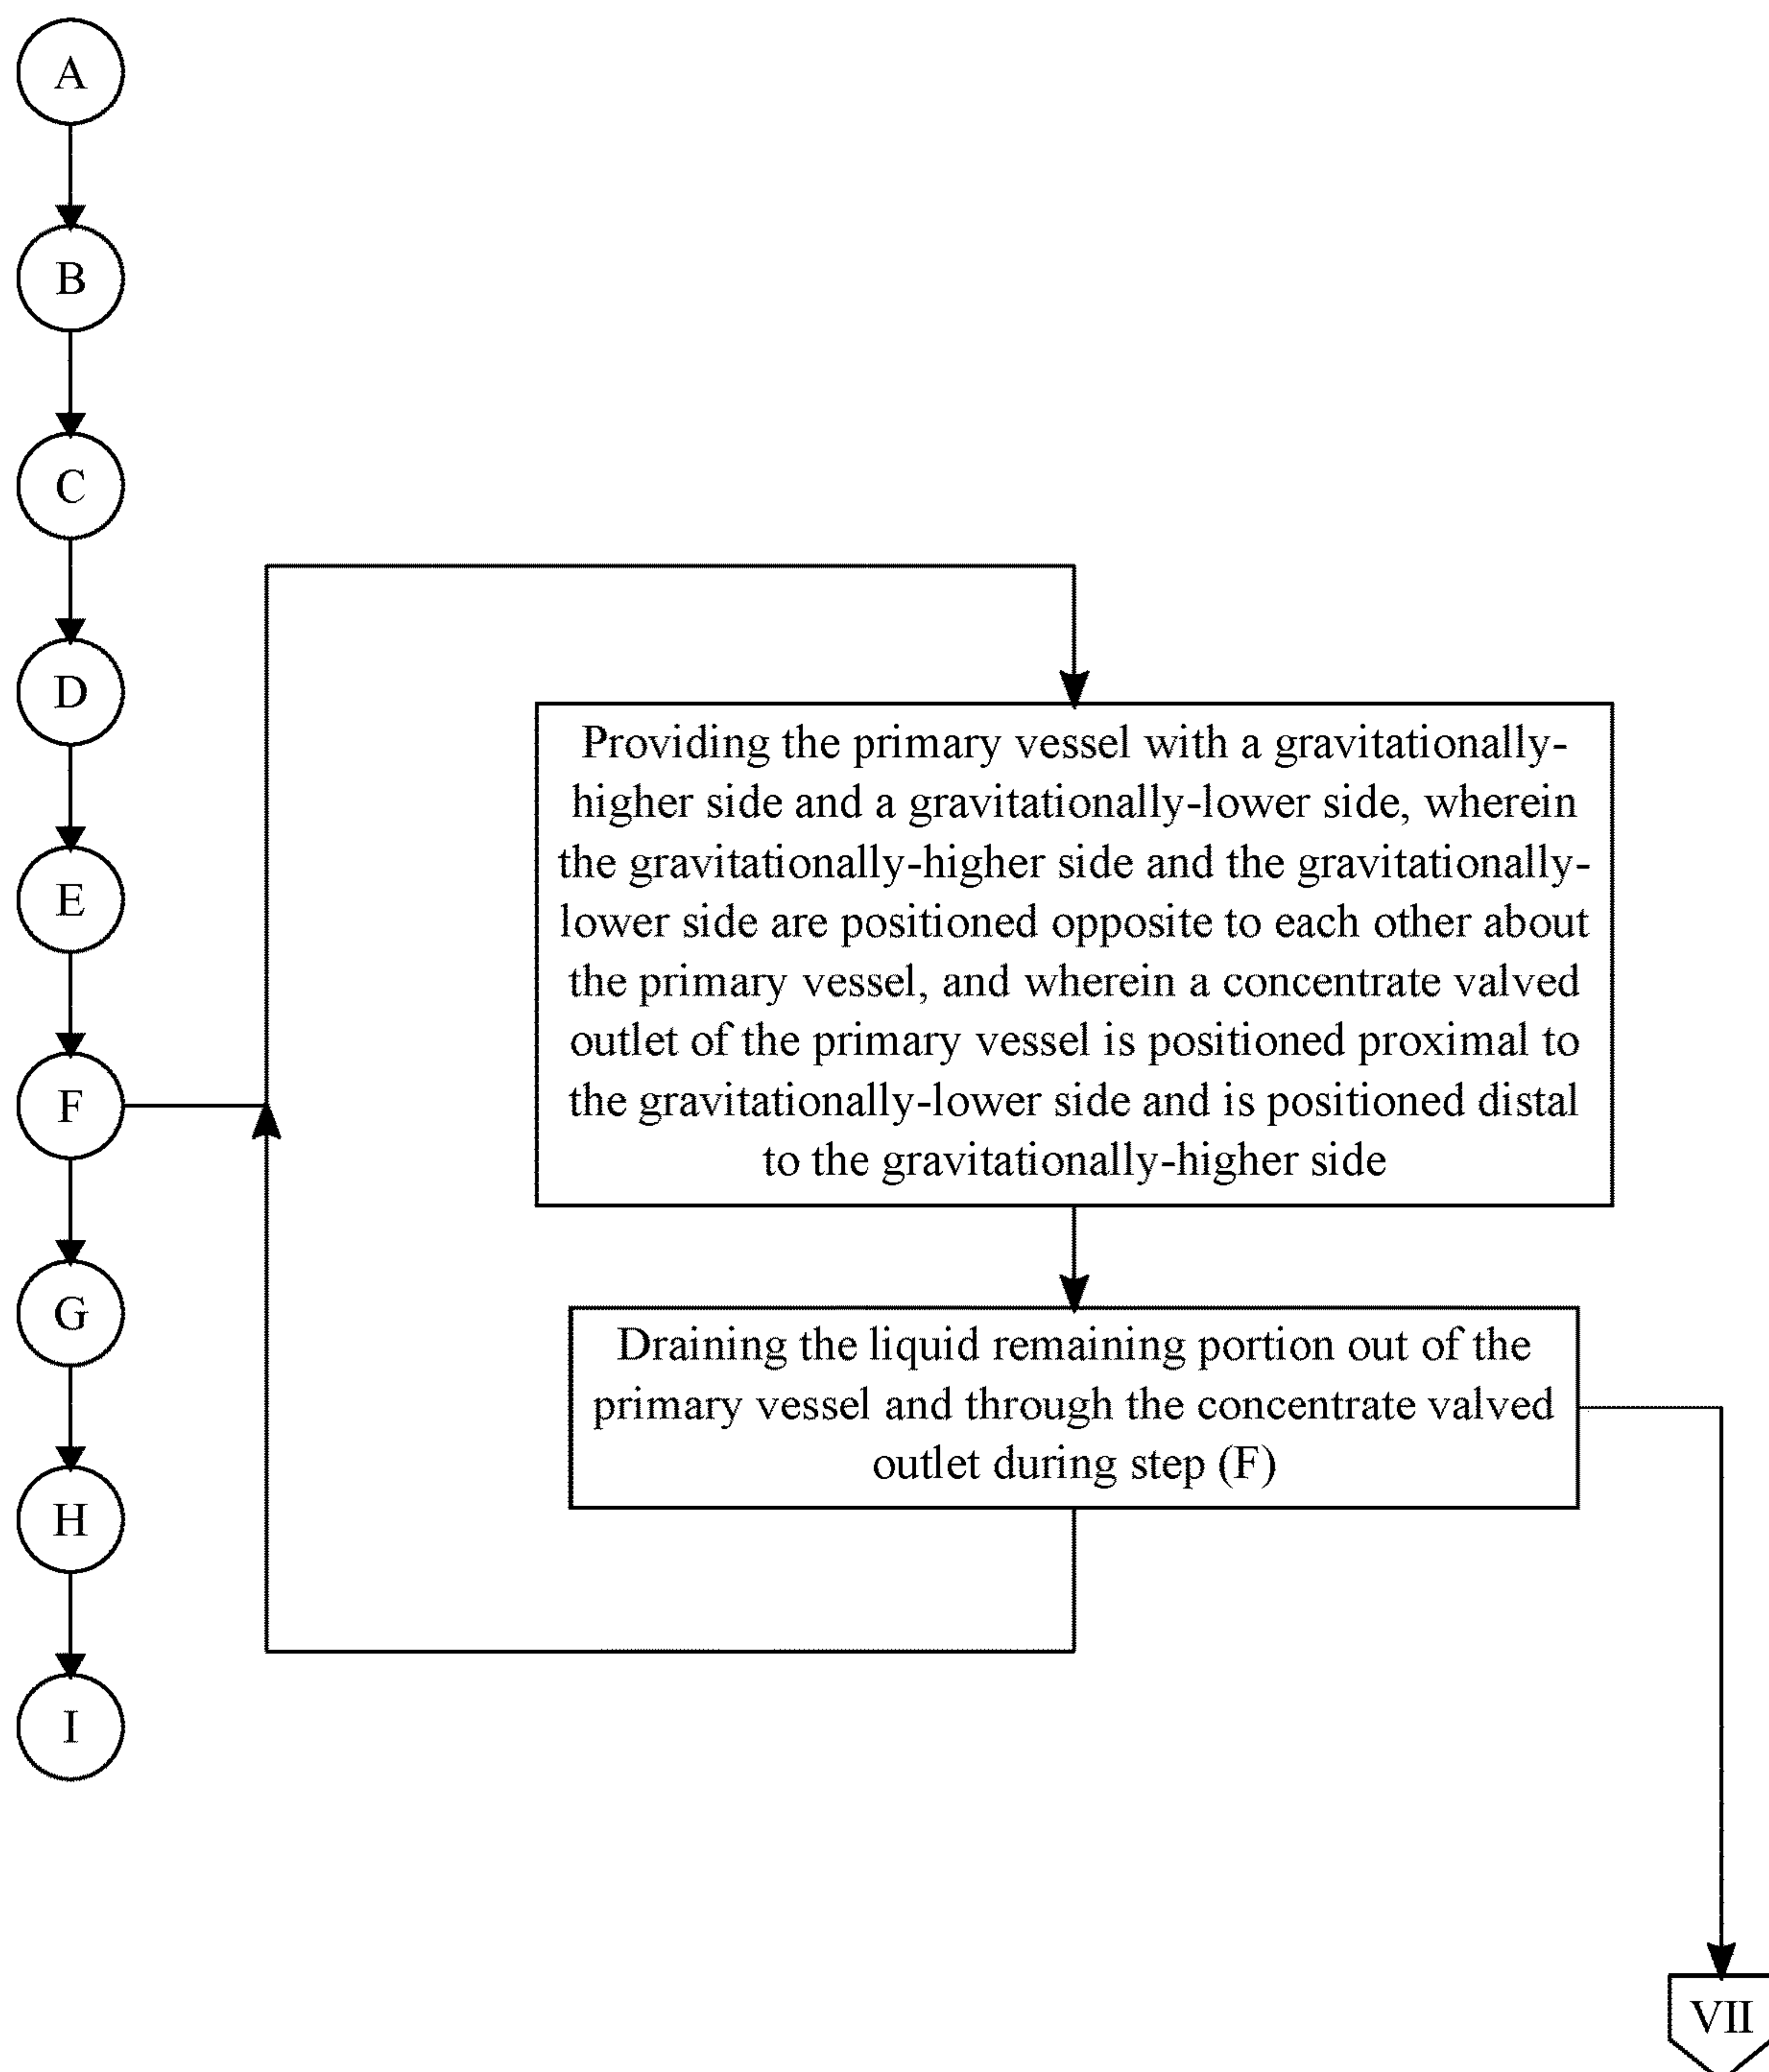 A
B
C
D
E
F
G
H
I
Providing the primary vessel with a gravitationally-
higher side and a gravitationally-lower side, wherein
the gravitationally-higher side and the gravitationally-
lower side are positioned opposite to each other about
the primary vessel, and wherein a concentrate valved
outlet of the primary vessel is positioned proximal to
the gravitationally-lower side and is positioned distal
to the gravitationally-higher side
Draining the liquid remaining portion out of the
primary vessel and through the concentrate valved
outlet during step (F)
VII